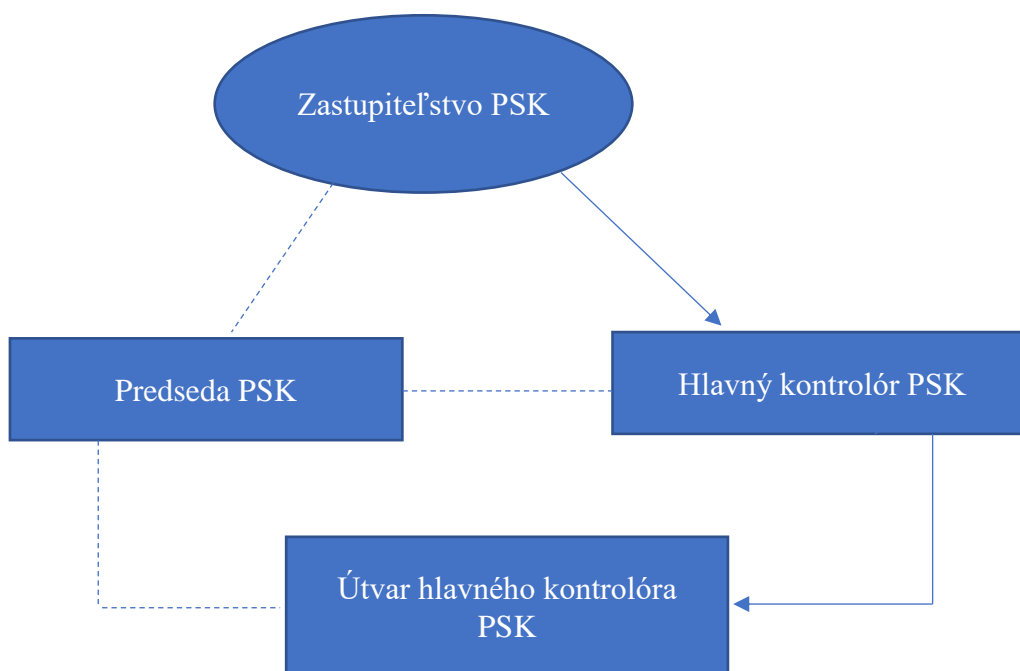 Zastupiteľstvo PSK
Predseda PSK
Hlavný kontrolór PSK
Útvar hlavného kontrolóra
PSK